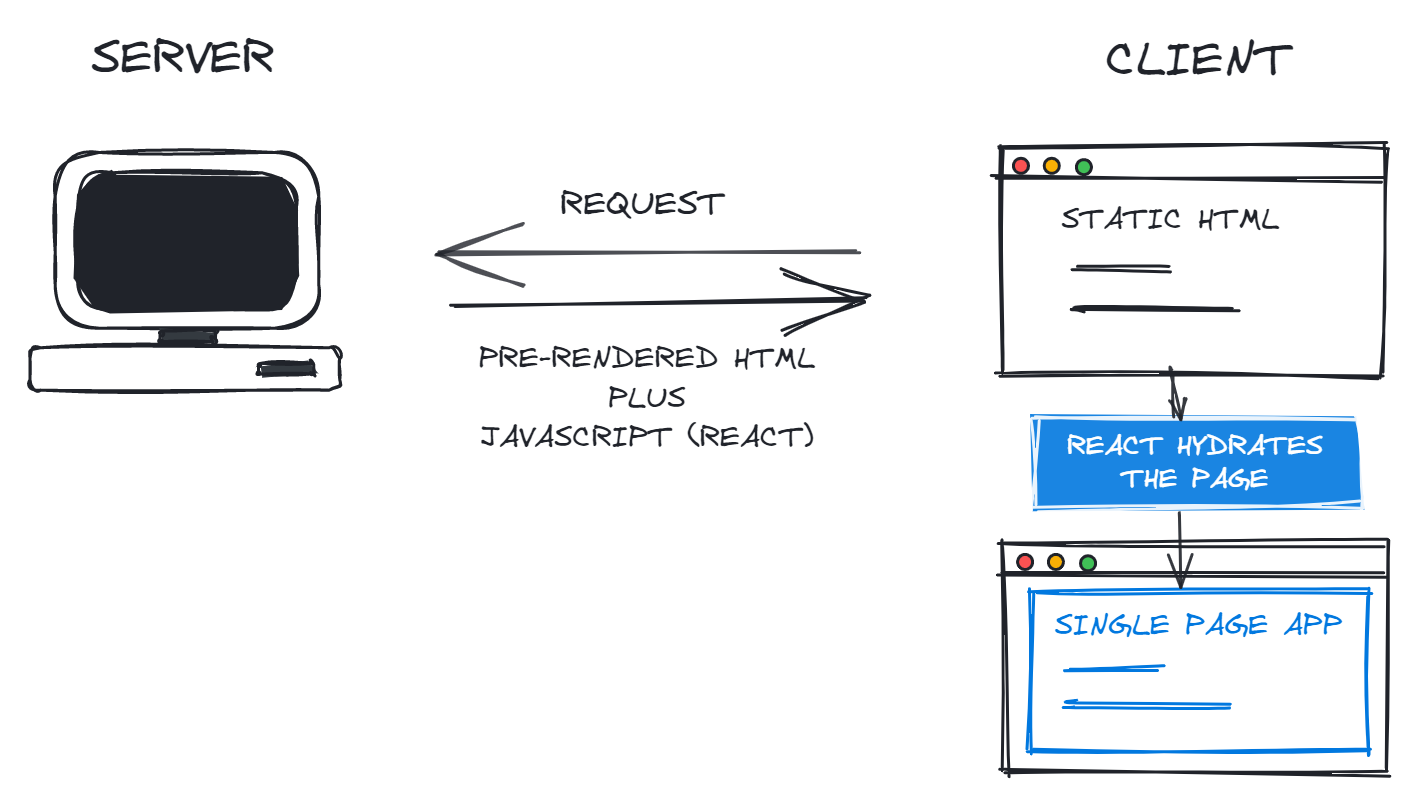 SERVER
CLIENT
REQUEST
PRE-RENDERED HTML
PLUS
JAVASCRIPT (REACT)
STATIC HTML
REACT HYDRATES
THE PAGE
SINGLE PAGE APP